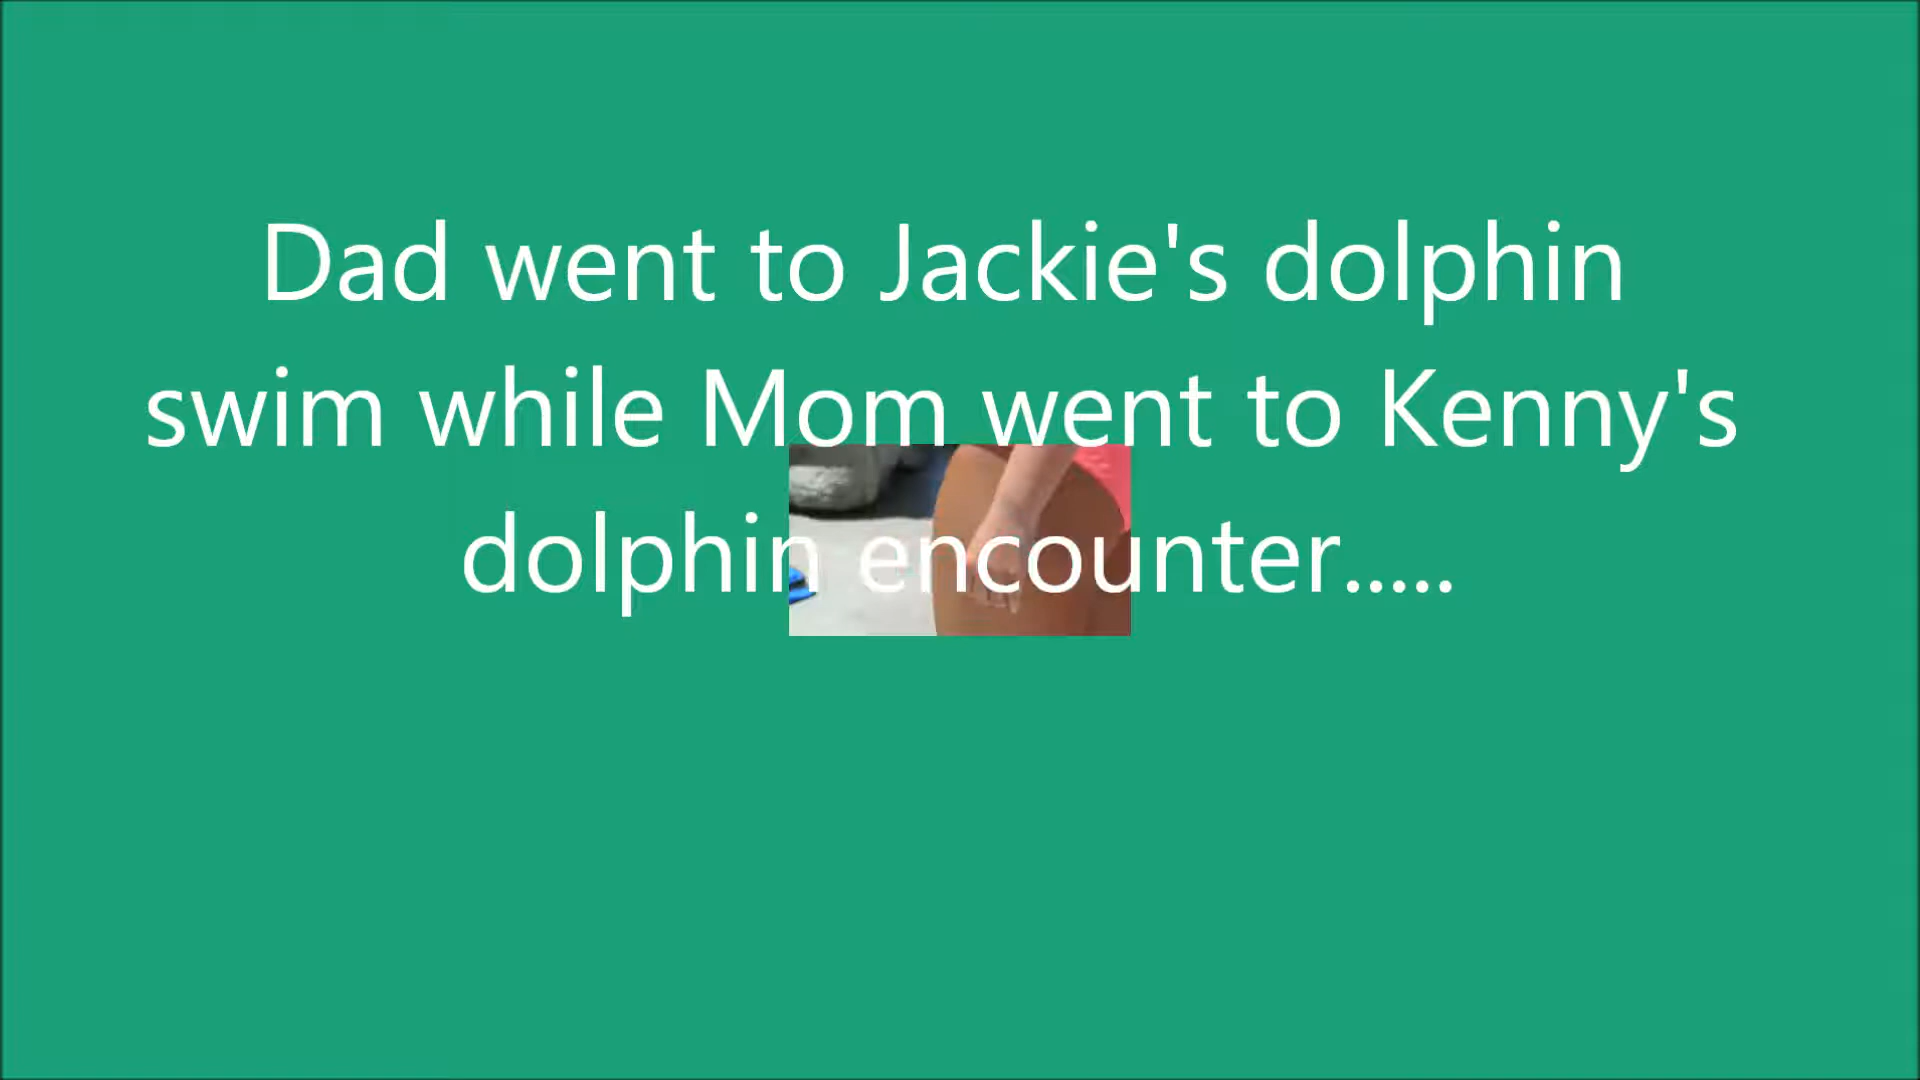 Dad went to Jackie's dolphin
swim while Mom went to Kenny's
dolphin encounter.....